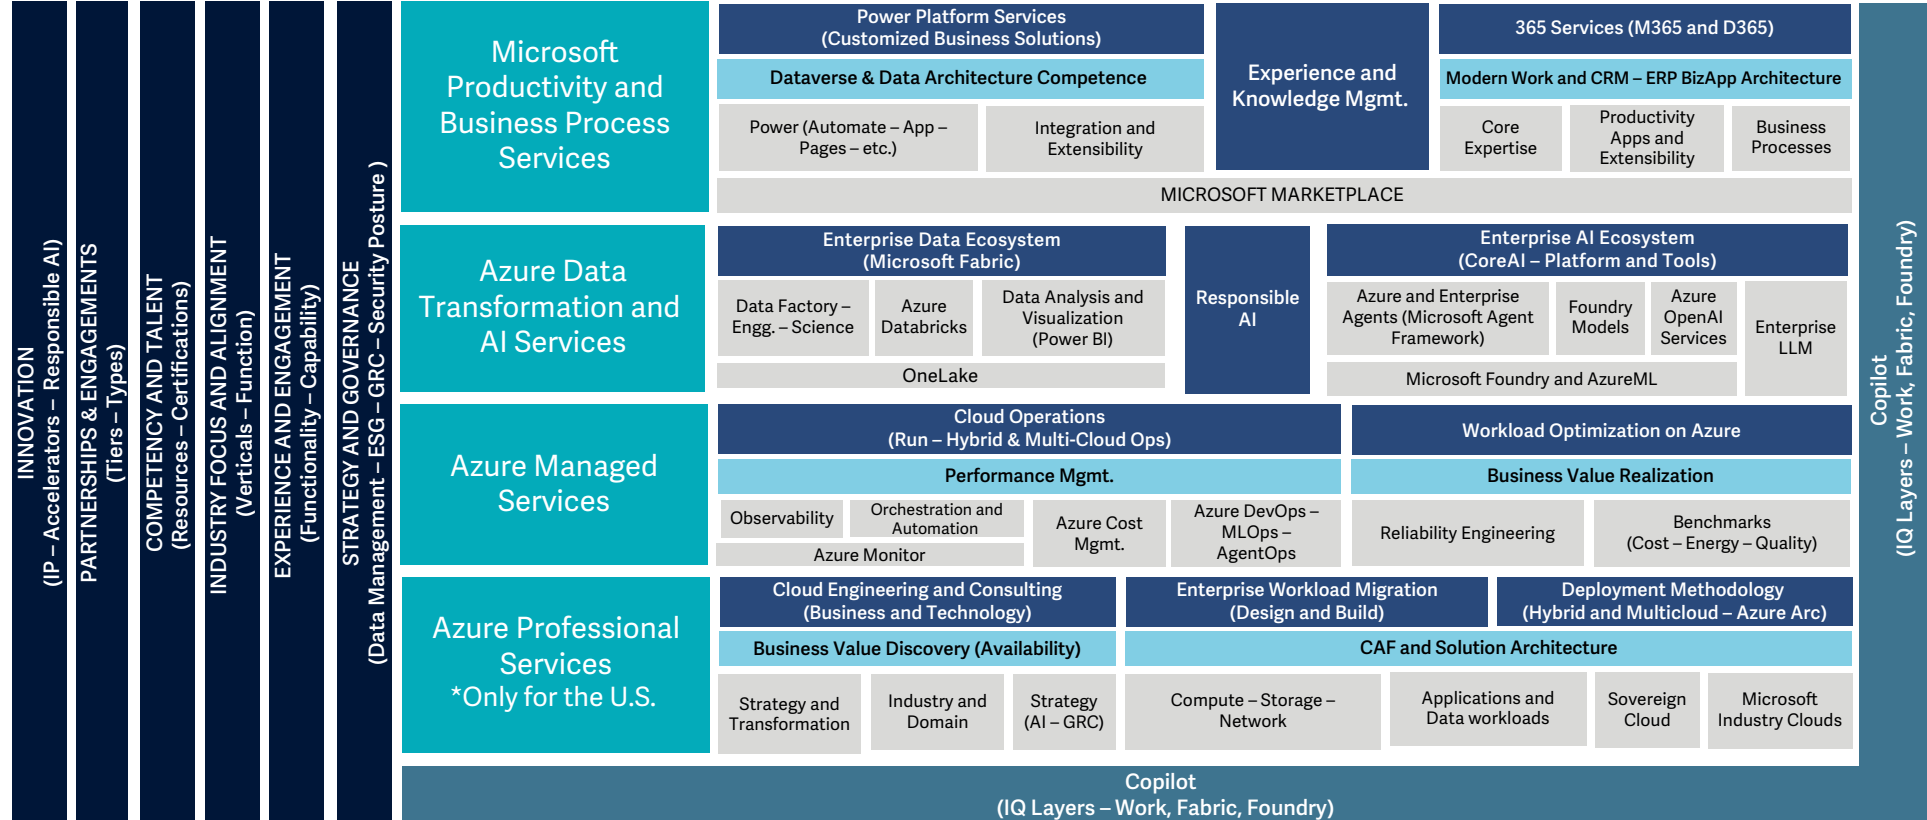 INNOVATION
(IP – Accelerators – Responsible AI)
PARTNERSHIPS & ENGAGEMENTS
(Tiers – Types)
COMPETENCY AND TALENT
(Resources – Certifications)
INDUSTRY FOCUS AND ALIGNMENT
(Verticals – Function)
EXPERIENCE AND ENGAGEMENT
(Functionality – Capability)
STRATEGY AND GOVERNANCE
(Data Management – ESG – GRC – Security Posture )
Microsoft
Productivity and
Business Process
Services
Power Platform Services
(Customized Business Solutions)
Dataverse & Data Architecture Competence
Power (Automate – App –
Pages – etc.)
Integration and
Extensibility
Experience and
Knowledge Mgmt.
365 Services (M365 and D365)
Modern Work and CRM – ERP BizApp Architecture
Core
Expertise
Productivity
Apps and
Extensibility
Business
Processes
MICROSOFT MARKETPLACE
Azure Data
Transformation and
AI Services
Enterprise Data Ecosystem
(Microsoft Fabric)
Data Factory –
Engg. – Science
Azure
Databricks
Data Analysis and
Visualization
(Power BI)
OneLake
Responsible
AI
Enterprise AI Ecosystem
(CoreAI – Platform and Tools)
Azure and Enterprise
Agents (Microsoft Agent
Framework)
Foundry
Models
Azure
OpenAI
Services
Enterprise
LLM
Microsoft Foundry and AzureML
Azure Managed
Services
Cloud Operations
(Run – Hybrid & Multi-Cloud Ops)
Performance Mgmt.
Observability
Orchestration and
Automation
Azure Monitor
Azure Cost
Mgmt.
Azure DevOps –
MLOps –
AgentOps
Workload Optimization on Azure
Business Value Realization
Reliability Engineering
Benchmarks
(Cost – Energy – Quality)
Azure Professional
Services
*Only for the U.S.
Cloud Engineering and Consulting
(Business and Technology)
Business Value Discovery (Availability)
Strategy and
Transformation
Industry and
Domain
Strategy
(AI – GRC)
Enterprise Workload Migration
(Design and Build)
Deployment Methodology
(Hybrid and Multicloud – Azure Arc)
CAF and Solution Architecture
Compute – Storage –
Network
Applications and
Data workloads
Sovereign
Cloud
Microsoft
Industry Clouds
Copilot
(IQ Layers – Work, Fabric, Foundry)
Copilot
(IQ Layers – Work, Fabric, Foundry)